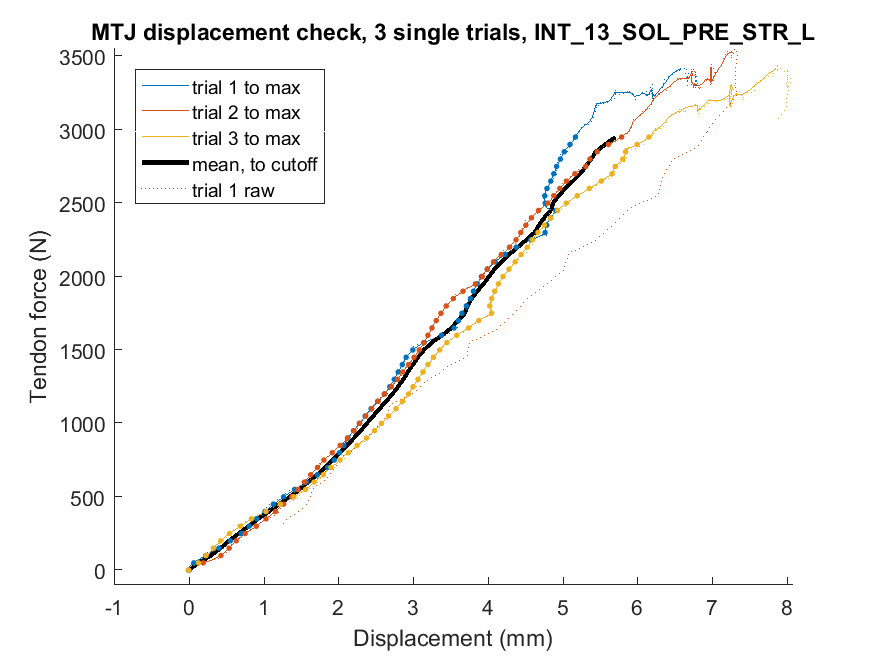 MTJ displacement check, 3 single trials, INT_13_SOL_PRE_STR_L
3500
3000
2500
2000
1500
1000
500
0
Tendon force (N)
trial 1 to max
trial 2 to max
trial 3 to max
mean, to cutoff
trial 1 raw
-1 0 1 2 3 4 5 6 7 8
Displacement (mm)